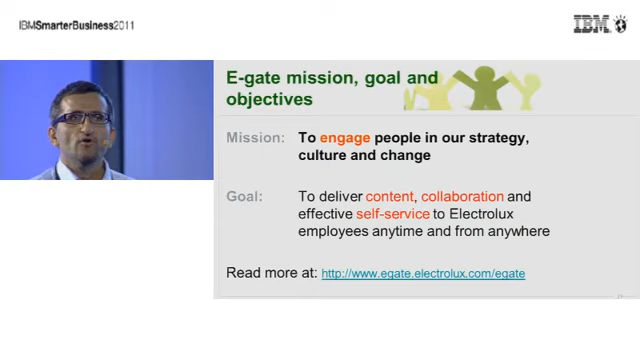 IBMSmarterBusiness2011
IBM
E-gate mission, goal and
objectives
Mission: To engage people in our strategy,
culture and change
Goal: To deliver content, collaboration and
effective self-service to Electrolux
employees anytime and from anywhere
Read more at: http://www.egate.electrolux.com/egate